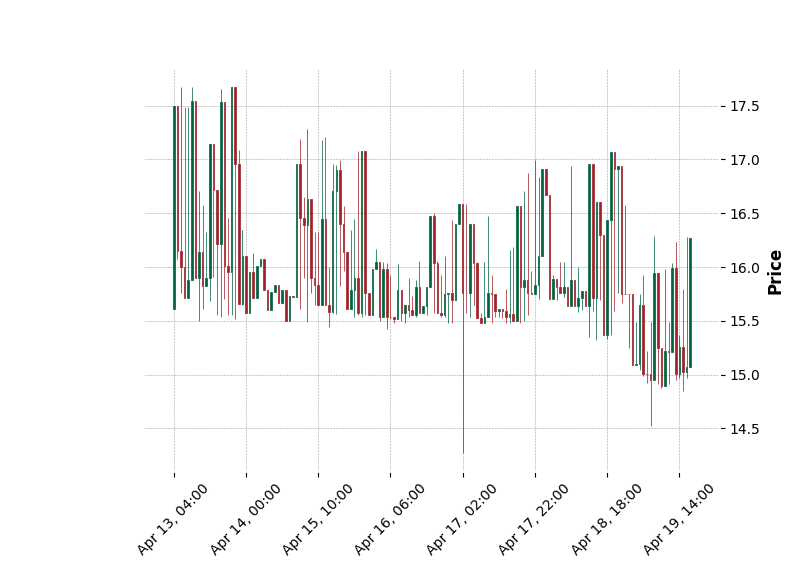 17.5
17.0
16.5
16.0
15.5
15.0
14.5
Price
Apr 13, 04:00
Apr 14, 00:00
Apr 15, 10:00
Apr 16, 06:00
Apr 17, 02:00
Apr 17, 22:00
Apr 18, 18:00
Apr 19, 14:00